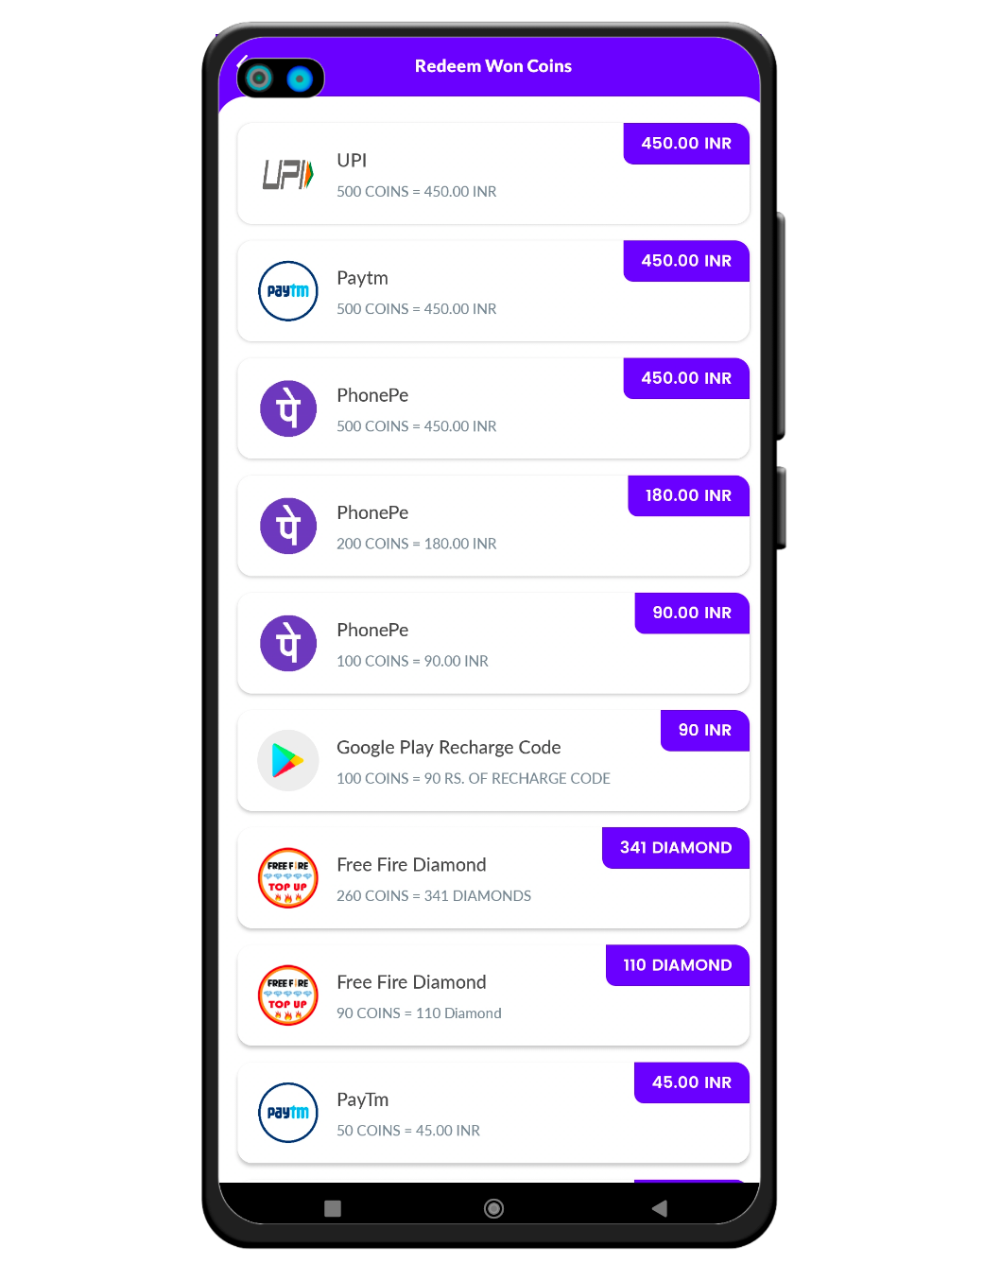 Redeem Won Coins
450.00 INR
UPI
UPI
500 COINS = 450.00 INR
450.00 INR
Paytm
paytm
500 COINS = 450.00 INR
450.00 INR
PhonePe
पे
500 COINS = 450.00 INR
180.00 INR
PhonePe
पे
200 COINS = 180.00 INR
90.00 INR
PhonePe
पे
100 COINS = 90.00 INR
90 INR
Google Play Recharge Code
100 COINS = 90 RS. OF RECHARGE CODE
341 DIAMOND
Free Fire Diamond
FREE FIRE
TOP UP
260 COINS = 341 DIAMONDS
110 DIAMOND
Free Fire Diamond
FREE FIRE
TOP UP
90 COINS = 110 Diamond
45.00 INR
PayTm
paytm
50 COINS = 45.00 INR